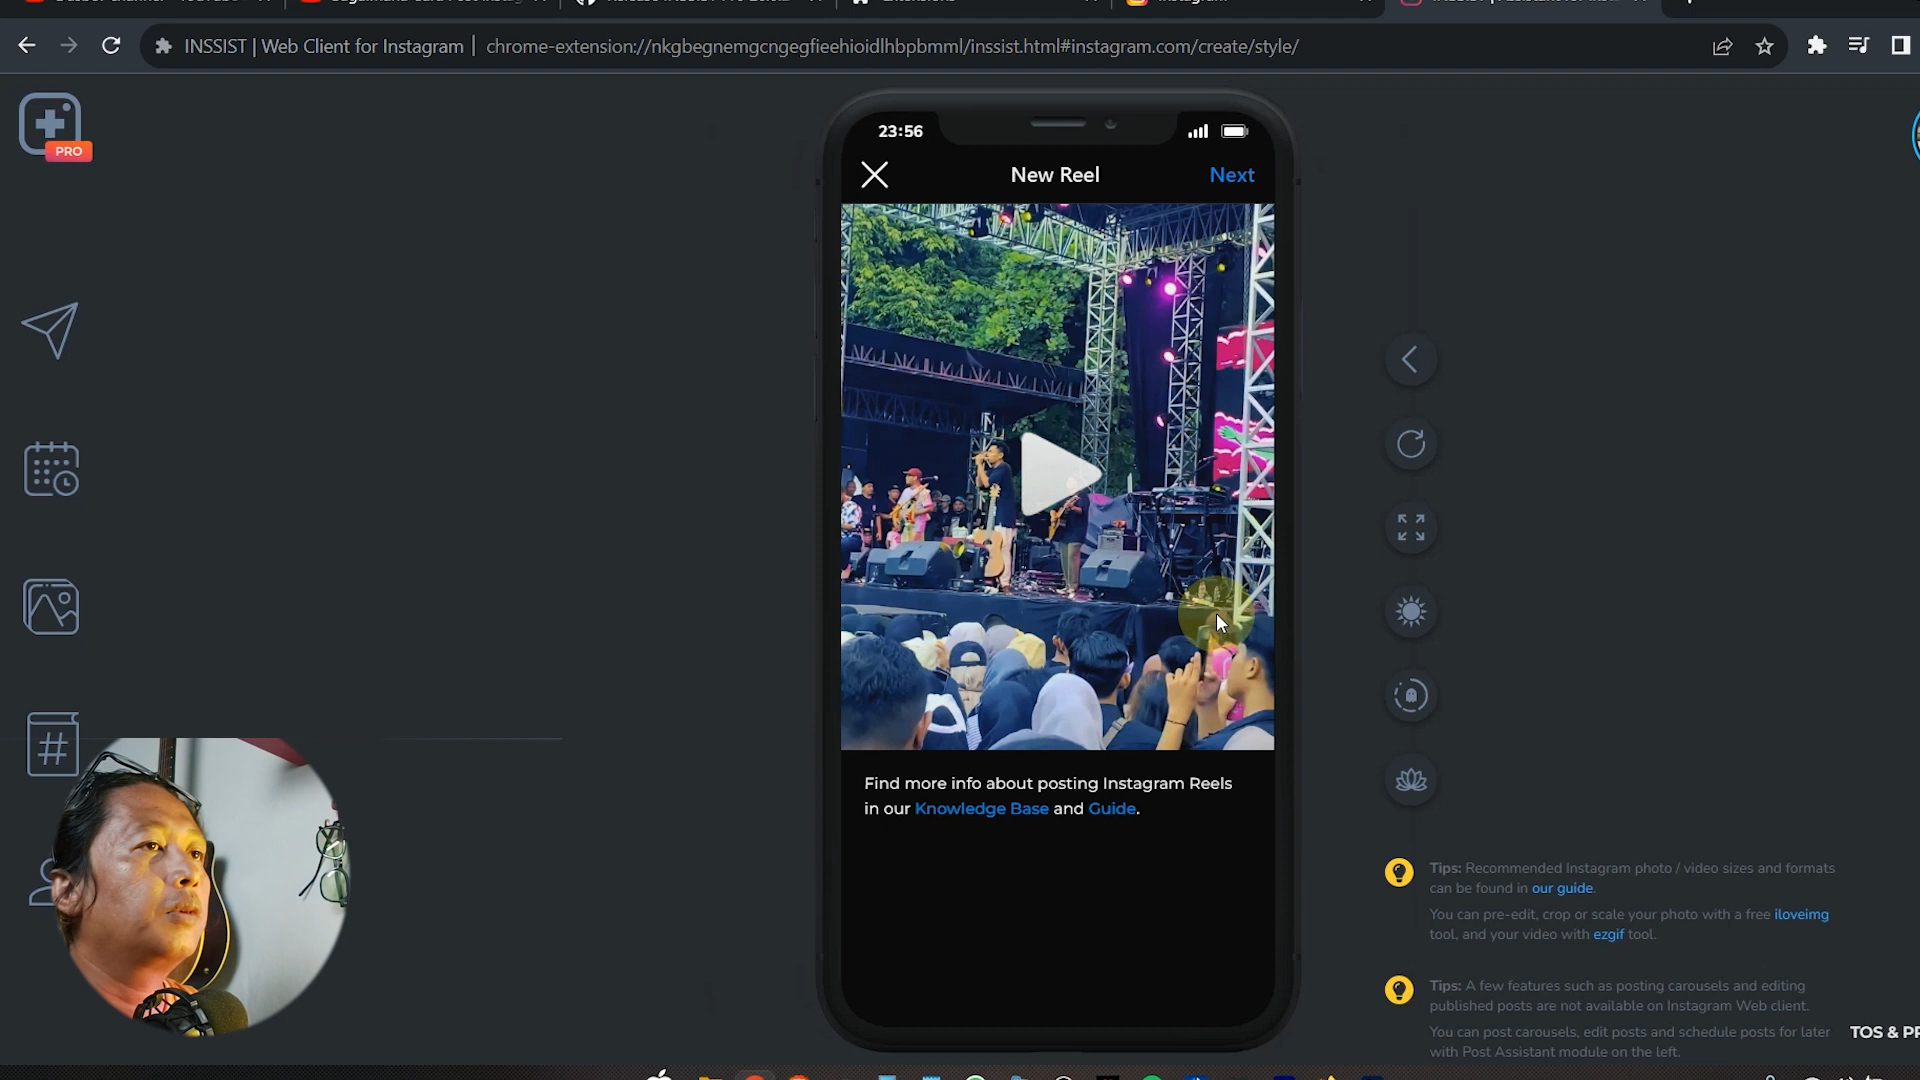 INSSIST | Web Client for Instagram | chrome-extension://nkgbegnemgcngegfieehioidlhbpbmml/inssist.html#instagram.com/create/style/
PRO
23:56
New Reel
Next
#
Find more info about posting Instagram Reels
in our Knowledge Base and Guide.
Tips: Recommended Instagram photo / video sizes and formats
can be found in our guide.
You can pre-edit, crop or scale your photo with a free iloveimg
tool, and your video with ezgif tool.
Tips: A few features such as posting carousels and editing
published posts are not available on Instagram Web client.
You can post carousels, edit posts and schedule posts for later
with Post Assistant module on the left.
TOS & PR